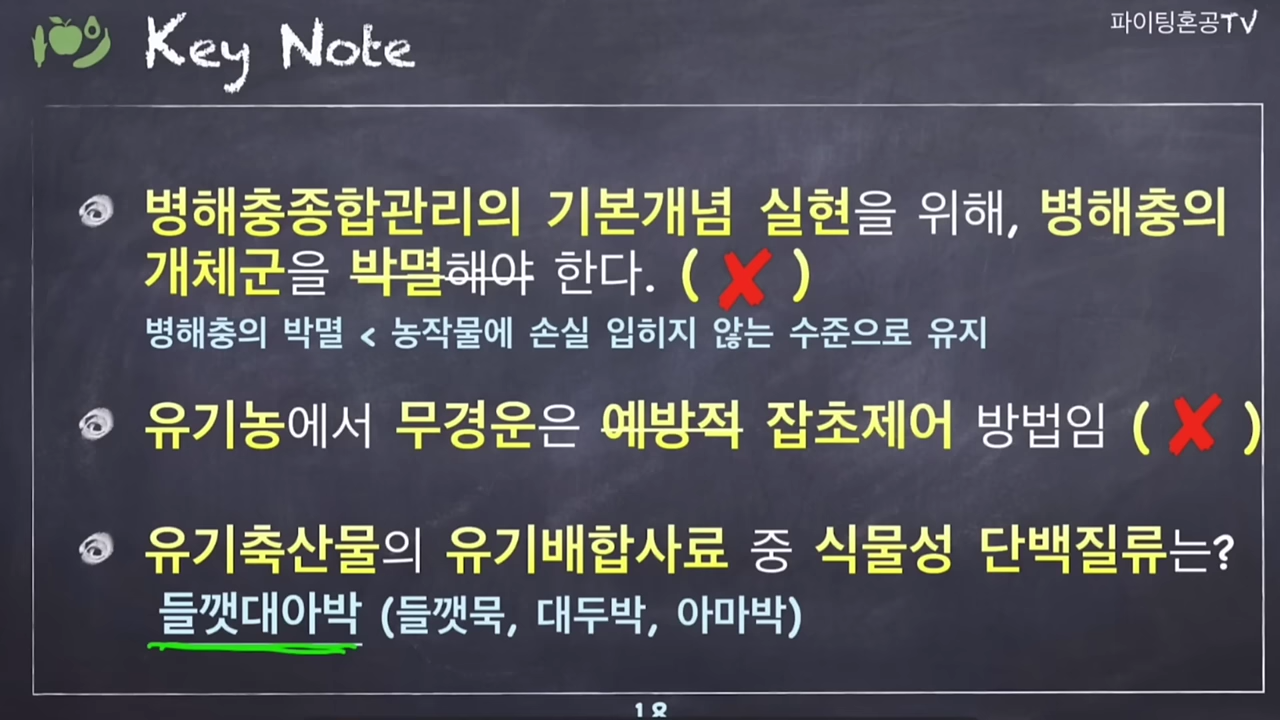 파이팅혼공TV
Key Note
병해충종합관리의 기본개념 실현을 위해, 병해충의
개체군을 박멸해야 한다. ( ✘ )
병해충의 박멸 < 농작물에 손실 입히지 않는 수준으로 유지
유기농에서 무경운은 예방적 잡초제어 방법임 ( ✘ )
유기축산물의 유기배합사료 중 식물성 단백질류는?
들깻대아박 (들깻묵, 대두박, 아마박)
18